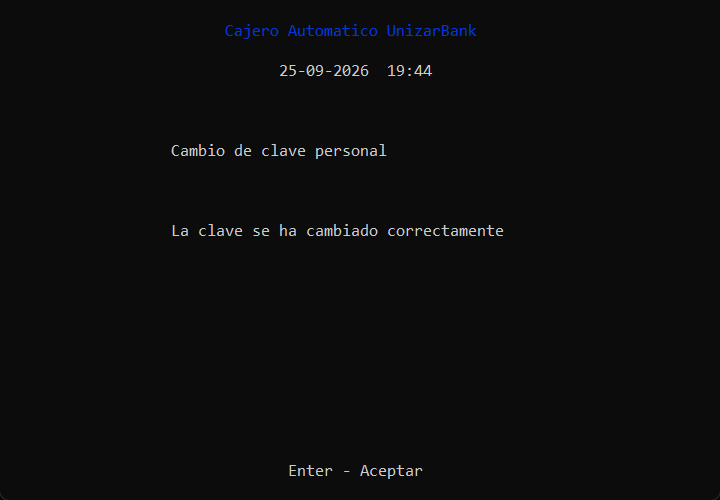 Cajero Automatico UnizarBank
25-09-2026  19:44
Cambio de clave personal
La clave se ha cambiado correctamente
Enter - Aceptar